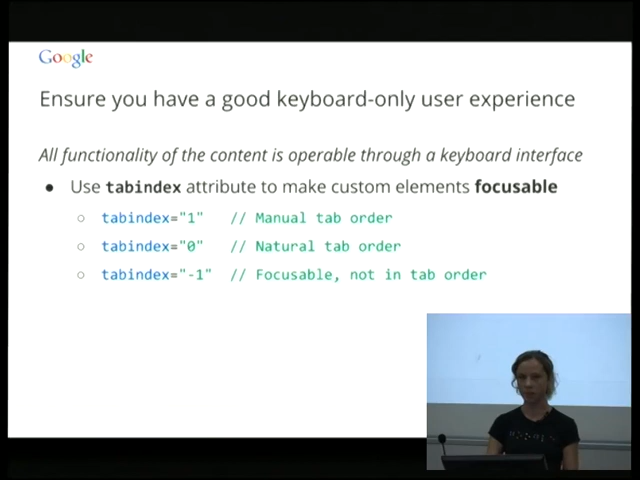 Google
Ensure you have a good keyboard-only user experience
All functionality of the content is operable through a keyboard interface
● Use tabindex attribute to make custom elements focusable
○ tabindex="1" // Manual tab order
○ tabindex="0" // Natural tab order
○ tabindex="-1" // Focusable, not in tab order